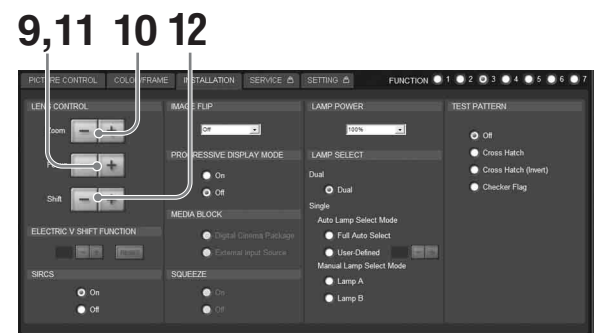 9,11 10 12
PICTURE CONTROL COLOR/FRAME INSTALLATION SERVICE SETTING FUNCTION 1 2 3 4 5 6 7
LENS CONTROL
Zoom - +
+
Shift - +
ELECTRIC V SHIFT FUNCTION
RESET
SIRCS
On
Off
IMAGE FLIP
Off
PROGRESSIVE DISPLAY MODE
On
Off
MEDIA BLOCK
Digital Cinema Package
External Input Source
SQUEEZE
On
Off
LAMP POWER
100%
LAMP SELECT
Dual
Dual
Single
Auto Lamp Select Mode
Full Auto Select
User-Defined
Manual Lamp Select Mode
Lamp A
Lamp B
TEST PATTERN
Off
Cross Hatch
Cross Hatch (Invert)
Checker Flag